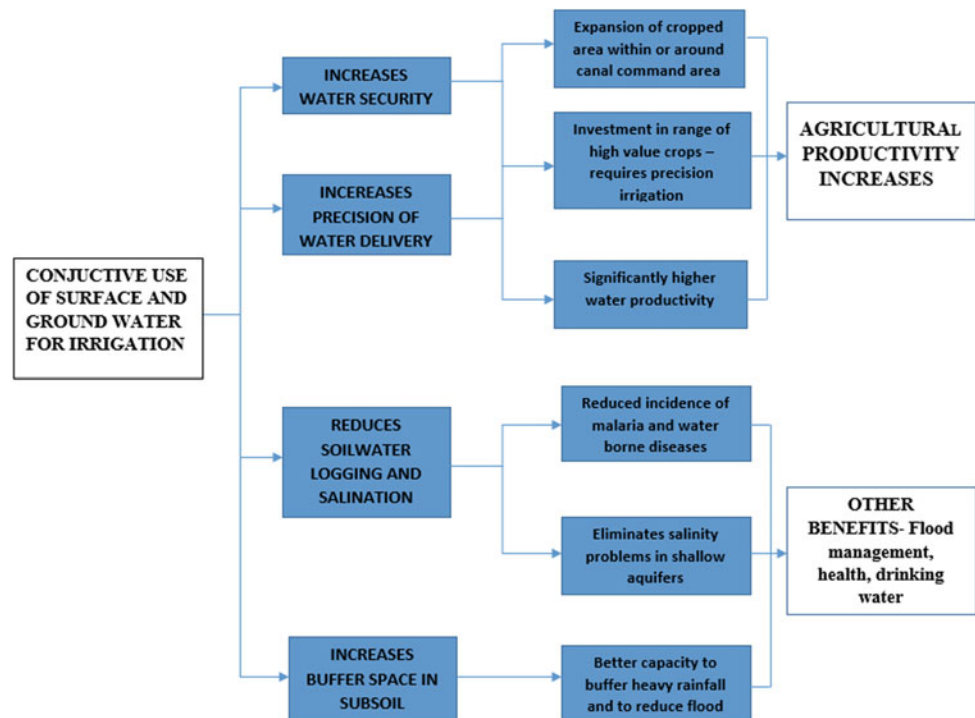 CONJUCTIVE USE
OF SURFACE AND
GROUND WATER
FOR IRRIGATION
INCREASES
WATER SECURITY
INCEREASES
PRECISION OF
WATER DELIVERY
REDUCES
SOILWATER
LOGGING AND
SALINATION
INCREASES
BUFFER SPACE IN
SUBSOIL
Expansion of cropped
area within or around
canal command area
Investment in range of
high value crops –
requires precision
irrigation
Significantly higher
water productivity
Reduced incidence of
malaria and water
borne diseases
Eliminates salinity
problems in shallow
aquifers
Better capacity to
buffer heavy rainfall
and to reduce flood
AGRICULTURAL
PRODUCTIVITY
INCREASES
OTHER
BENEFITS- Flood
management,
health, drinking
water